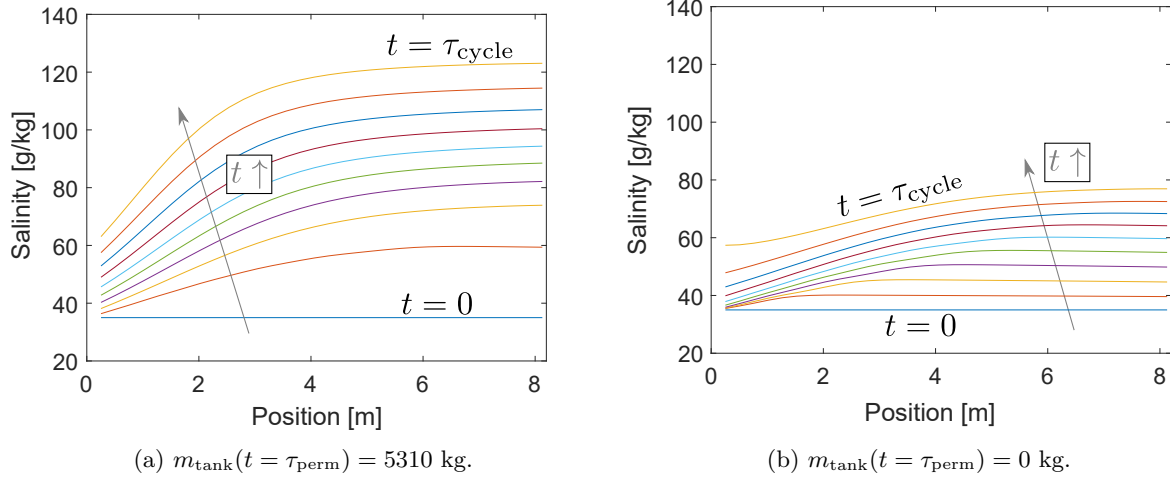 140
120
100
80
60
40
20
Salinity [g/kg]
t = τcycle
t ↑
t = 0
0 2 4 6 8
Position [m]
(a) mtank(t = τperm) = 5310 kg.
140
120
100
80
60
40
20
Salinity [g/kg]
t ↑
t = τcycle
t = 0
0 2 4 6 8
Position [m]
(b) mtank(t = τperm) = 0 kg.